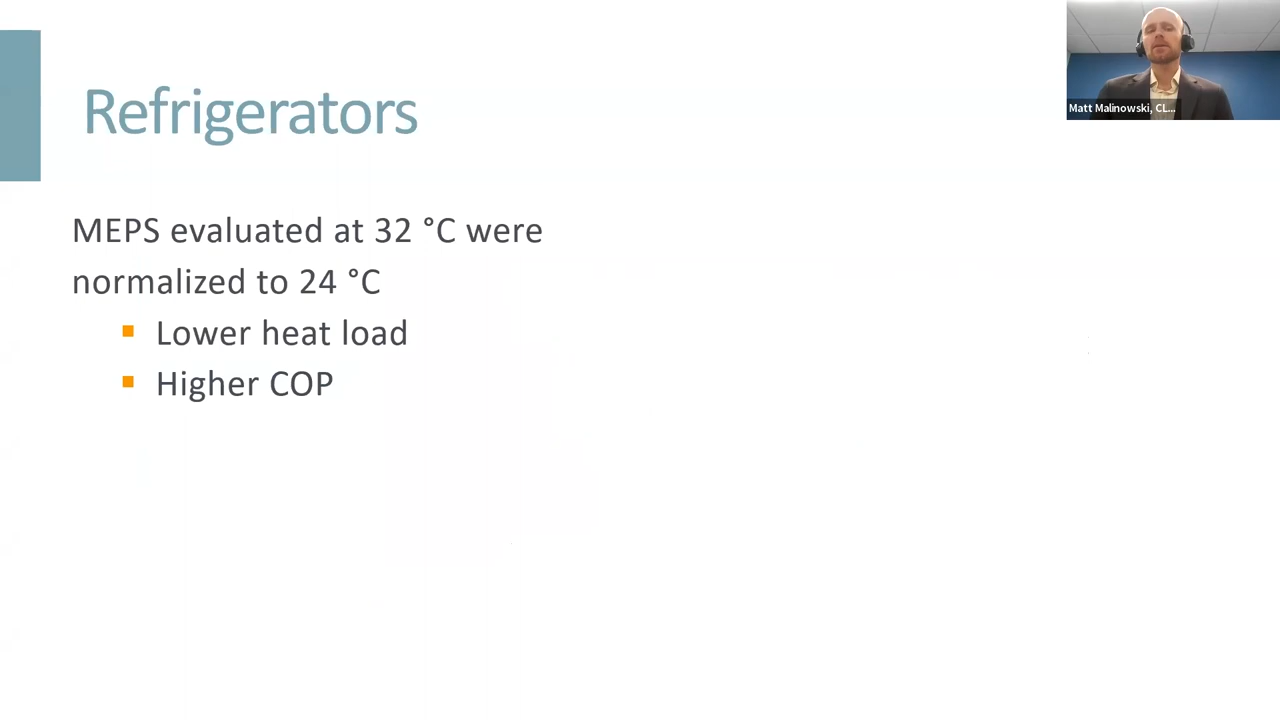 Refrigerators
Matt Malinowski, CL...
MEPS evaluated at 32 °C were
normalized to 24 °C
Lower heat load
Higher COP